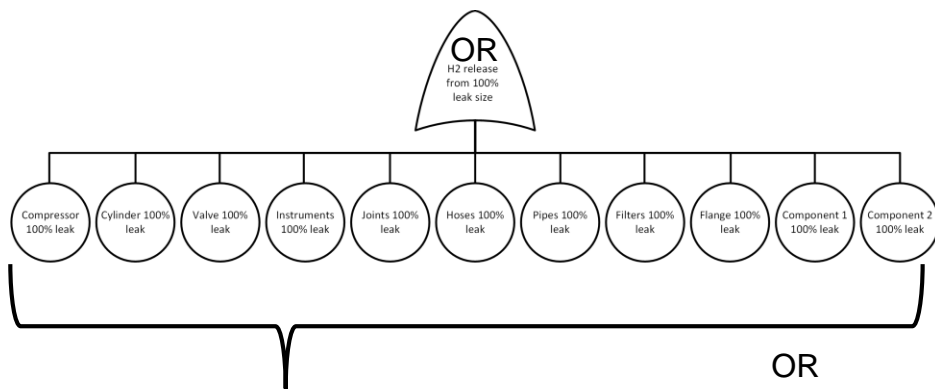 OR
H2 release
from 100%
leak size
Compressor
100% leak
Cylinder 100%
leak
Valve 100%
leak
Instruments
100% leak
Joints 100%
leak
Hoses 100%
leak
Pipes 100%
leak
Filters 100%
leak
Flange 100%
leak
Component 1
100% leak
Component 2
100% leak
OR